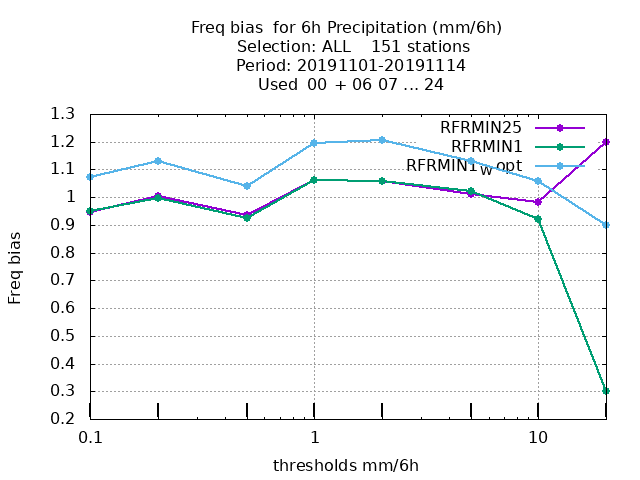 Freq bias  for 6h Precipitation (mm/6h)
Selection: ALL    151 stations
Period: 20191101-20191114
Used  00 + 06 07 ... 24
RFRMIN25
RFRMIN1
RFRMIN1w opt
1.3
1.2
1.1
1
0.9
0.8
0.7
0.6
0.5
0.4
0.3
0.2
Freq bias
0.1 1 10
thresholds mm/6h